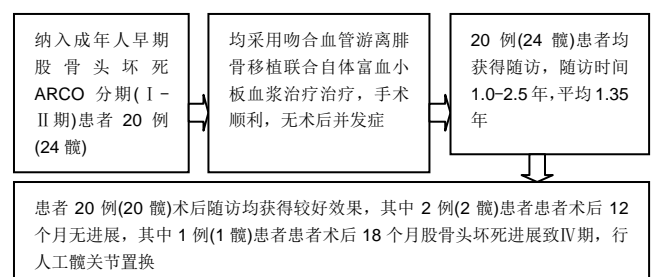 纳入成年人早期
股骨头坏死
ARCO 分期(Ⅰ-
Ⅱ期)患者 20 例
(24 髋)
均采用吻合血管游离腓
骨移植联合自体富血小
板血浆治疗治疗，手术
顺利，无术后并发症
20 例(24 髋)患者均
获得随访，随访时间
1.0-2.5 年，平均 1.35
年
患者 20 例(20 髋)术后随访均获得较好效果，其中 2 例(2 髋)患者患者术后 12
个月无进展，其中 1 例(1 髋)患者患者术后 18 个月股骨头坏死进展致Ⅳ期，行
人工髋关节置换